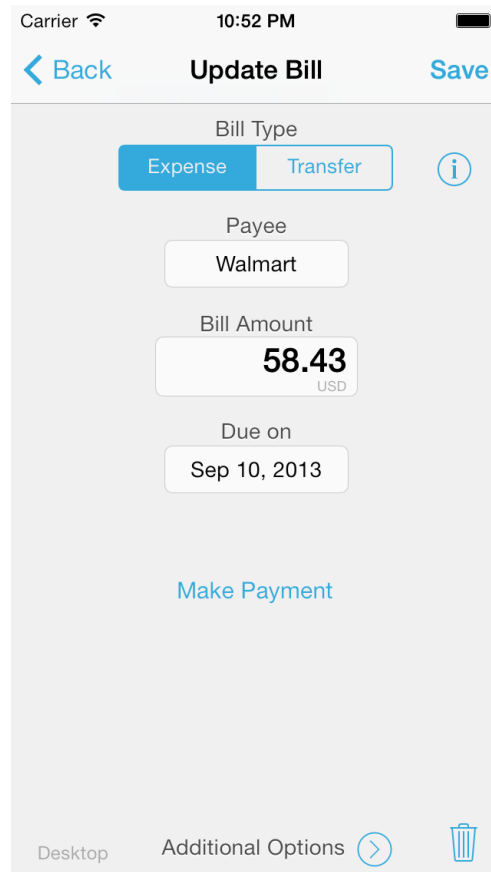 Carrier 10:52 PM
Back Update Bill Save
Bill Type
Expense Transfer
i
Payee
Walmart
Bill Amount
58.43
USD
Due on
Sep 10, 2013
Make Payment
Desktop Additional Options